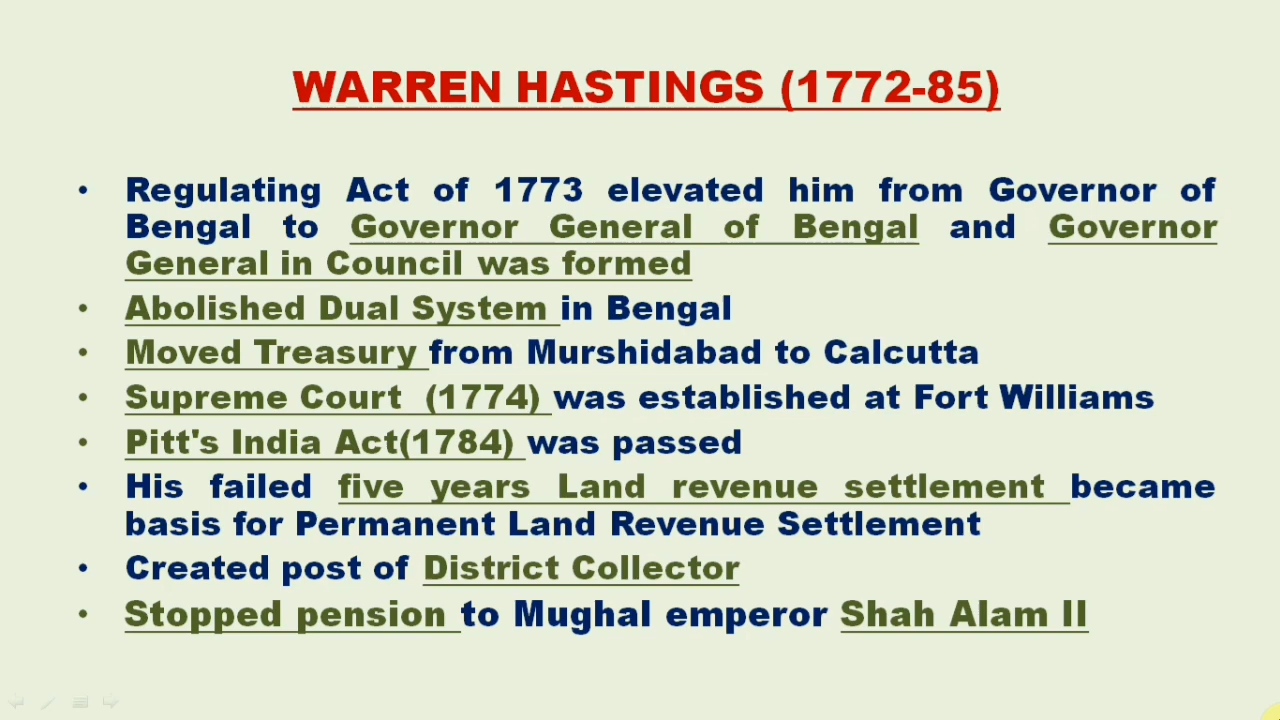 WARREN HASTINGS (1772-85)
• Regulating Act of 1773 elevated him from Governor of
Bengal to Governor General of Bengal and Governor
General in Council was formed
• Abolished Dual System in Bengal
• Moved Treasury from Murshidabad to Calcutta
• Supreme Court (1774) was established at Fort Williams
• Pitt's India Act(1784) was passed
• His failed five years Land revenue settlement became
basis for Permanent Land Revenue Settlement
• Created post of District Collector
• Stopped pension to Mughal emperor Shah Alam II